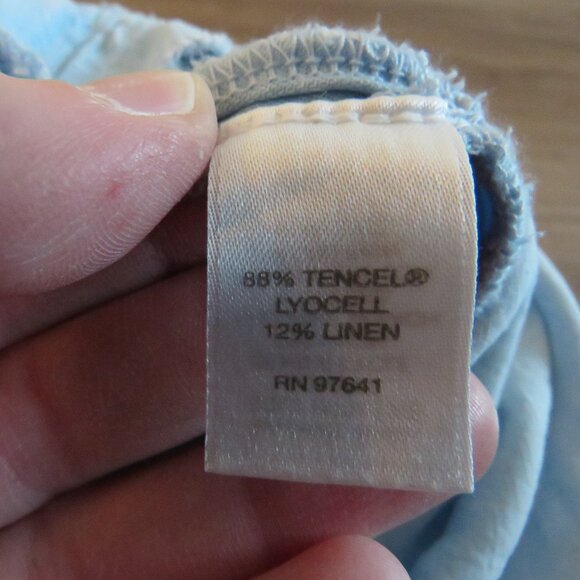 88% TENCEL®
LYOCELL
12% LINEN
RN 97641